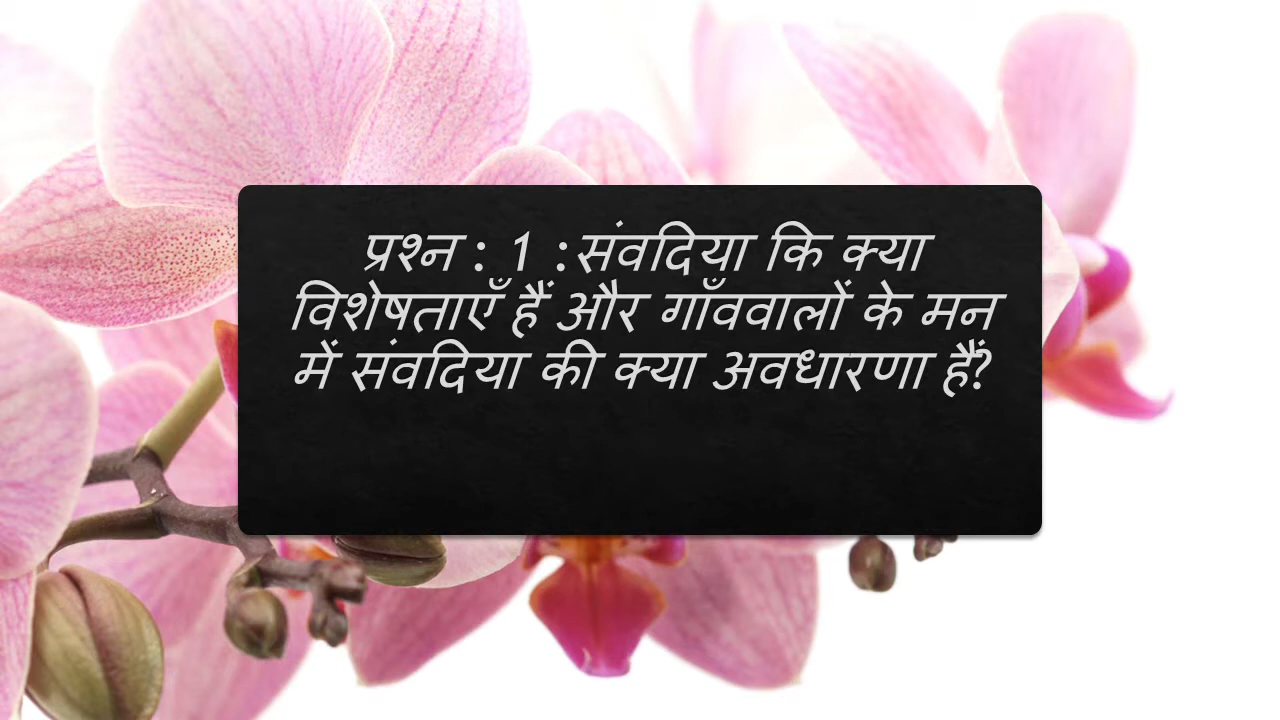 प्रश्न : 1 :संवदिया कि क्या
विशेषताएँ हैं और गाँववालों के मन
में संवदिया की क्या अवधारणा हैं?